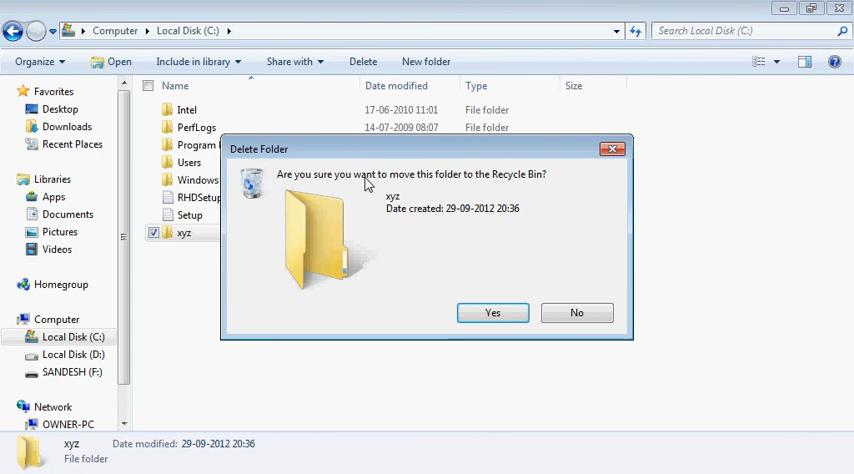 Computer Local Disk (C:)
Search Local Disk (C:)
Organize Open Include in library Share with Delete New folder
Favorites
Desktop
Downloads
Recent Places
Libraries
Apps
Documents
Pictures
Videos
Homegroup
Computer
Local Disk (C:)
Local Disk (D:)
SANDESH (F:)
Network
OWNER-PC
Name Date modified Type Size
Intel 17-06-2010 11:01 File folder
PerfLogs 14-07-2009 08:07 File folder
Program
Users
Windows
RHDSetup
Setup
xyz
Delete Folder
Are you sure you want to move this folder to the Recycle Bin?
xyz
Date created: 29-09-2012 20:36
Yes No
xyz Date modified: 29-09-2012 20:36
File folder